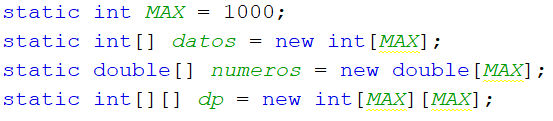 static int MAX = 1000;
static int[] datos = new int[MAX];
static double[] numeros = new double[MAX];
static int[][] dp = new int[MAX][MAX];